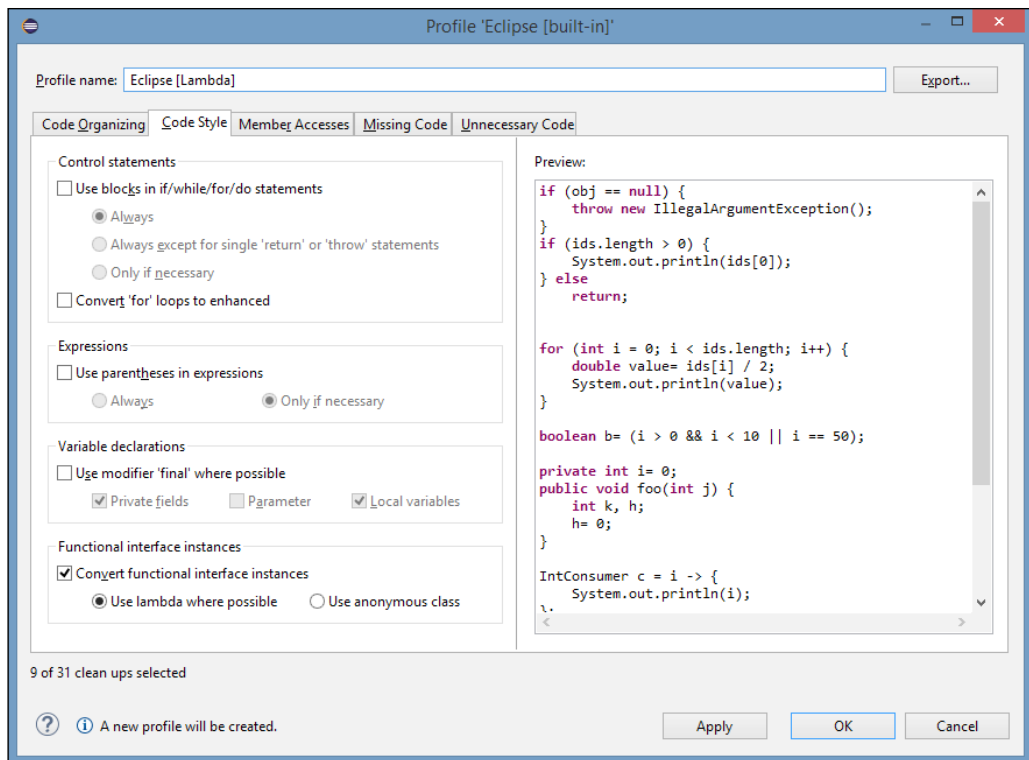 Profile 'Eclipse [built-in]'
Profile name: Eclipse [Lambda] Export...
Code Organizing Code Style Member Accesses Missing Code Unnecessary Code
Control statements
Use blocks in if/while/for/do statements
Always
Always except for single 'return' or 'throw' statements
Only if necessary
Convert 'for' loops to enhanced
Expressions
Use parentheses in expressions
Always Only if necessary
Variable declarations
Use modifier 'final' where possible
Private fields Parameter Local variables
Functional interface instances
Convert functional interface instances
Use lambda where possible Use anonymous class
Preview:
if (obj == null) {
    throw new IllegalArgumentException();
}
if (ids.length > 0) {
    System.out.println(ids[0]);
} else
    return;
for (int i = 0; i < ids.length; i++) {
    double value= ids[i] / 2;
    System.out.println(value);
}
boolean b= (i > 0 && i < 10 || i == 50);
private int i= 0;
public void foo(int j) {
    int k, h;
    h= 0;
}
IntConsumer c = i -> {
    System.out.println(i);
};
9 of 31 clean ups selected
A new profile will be created.
Apply OK Cancel